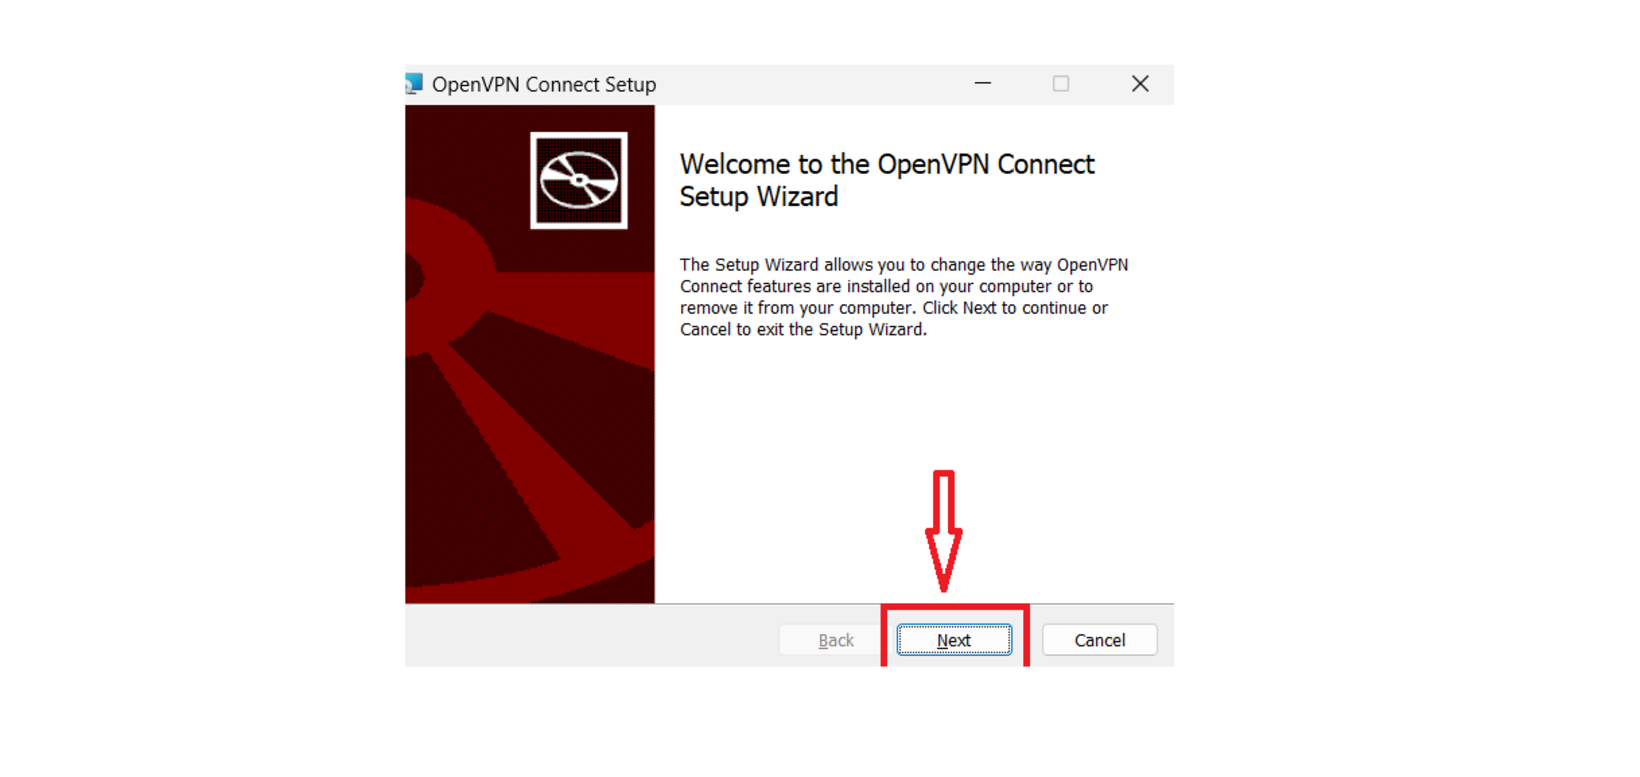 OpenVPN Connect Setup
Welcome to the OpenVPN Connect
Setup Wizard
The Setup Wizard allows you to change the way OpenVPN
Connect features are installed on your computer or to
remove it from your computer. Click Next to continue or
Cancel to exit the Setup Wizard.
Back
Next
Cancel